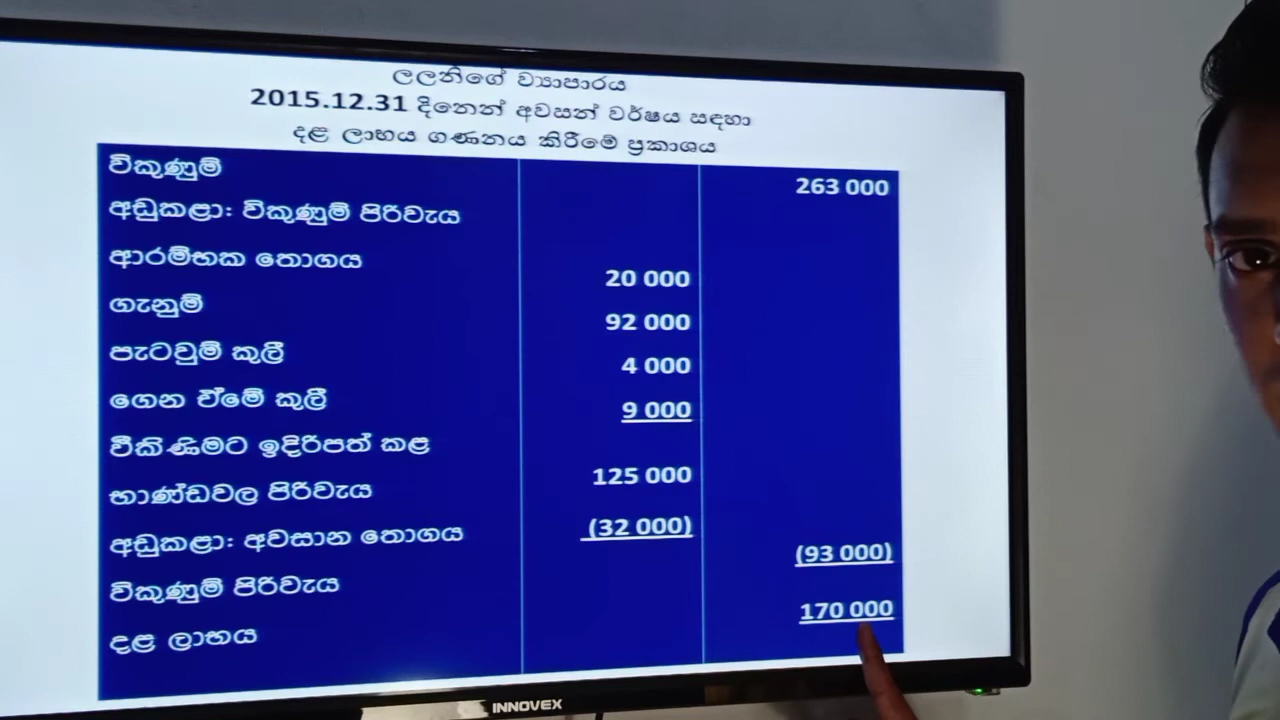 ලලනිගේ ව්‍යාපාරය
2015.12.31 දිනෙන් අවසන් වර්ෂය සඳහා
දළ ලාභය ගණනය කිරීමේ ප්‍රකාශය
විකුණුම් 263 000
අඩුකළා: විකුණුම් පිරිවැය
ආරම්භක තොගය 20 000
ගැනුම් 92 000
පැටවුම් කුලී 4 000
ගෙන ඒමේ කුලී 9 000
වීකිණිමට ඉදිරිපත් කළ
භාණ්ඩවල පිරිවැය 125 000
අඩුකළා: අවසාන තොගය (32 000)
විකුණුම් පිරිවැය (93 000)
දළ ලාභය 170 000
INNOVEX